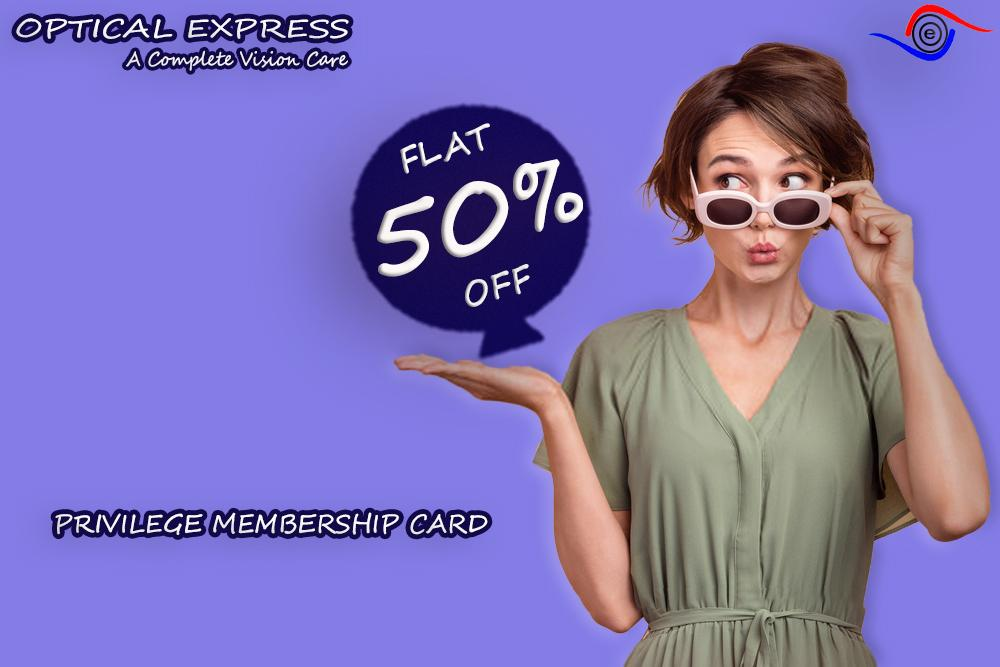 OPTICAL EXPRESS
A Complete Vision Care
e
FLAT
50%
OFF
PRIVILEGE MEMBERSHIP CARD